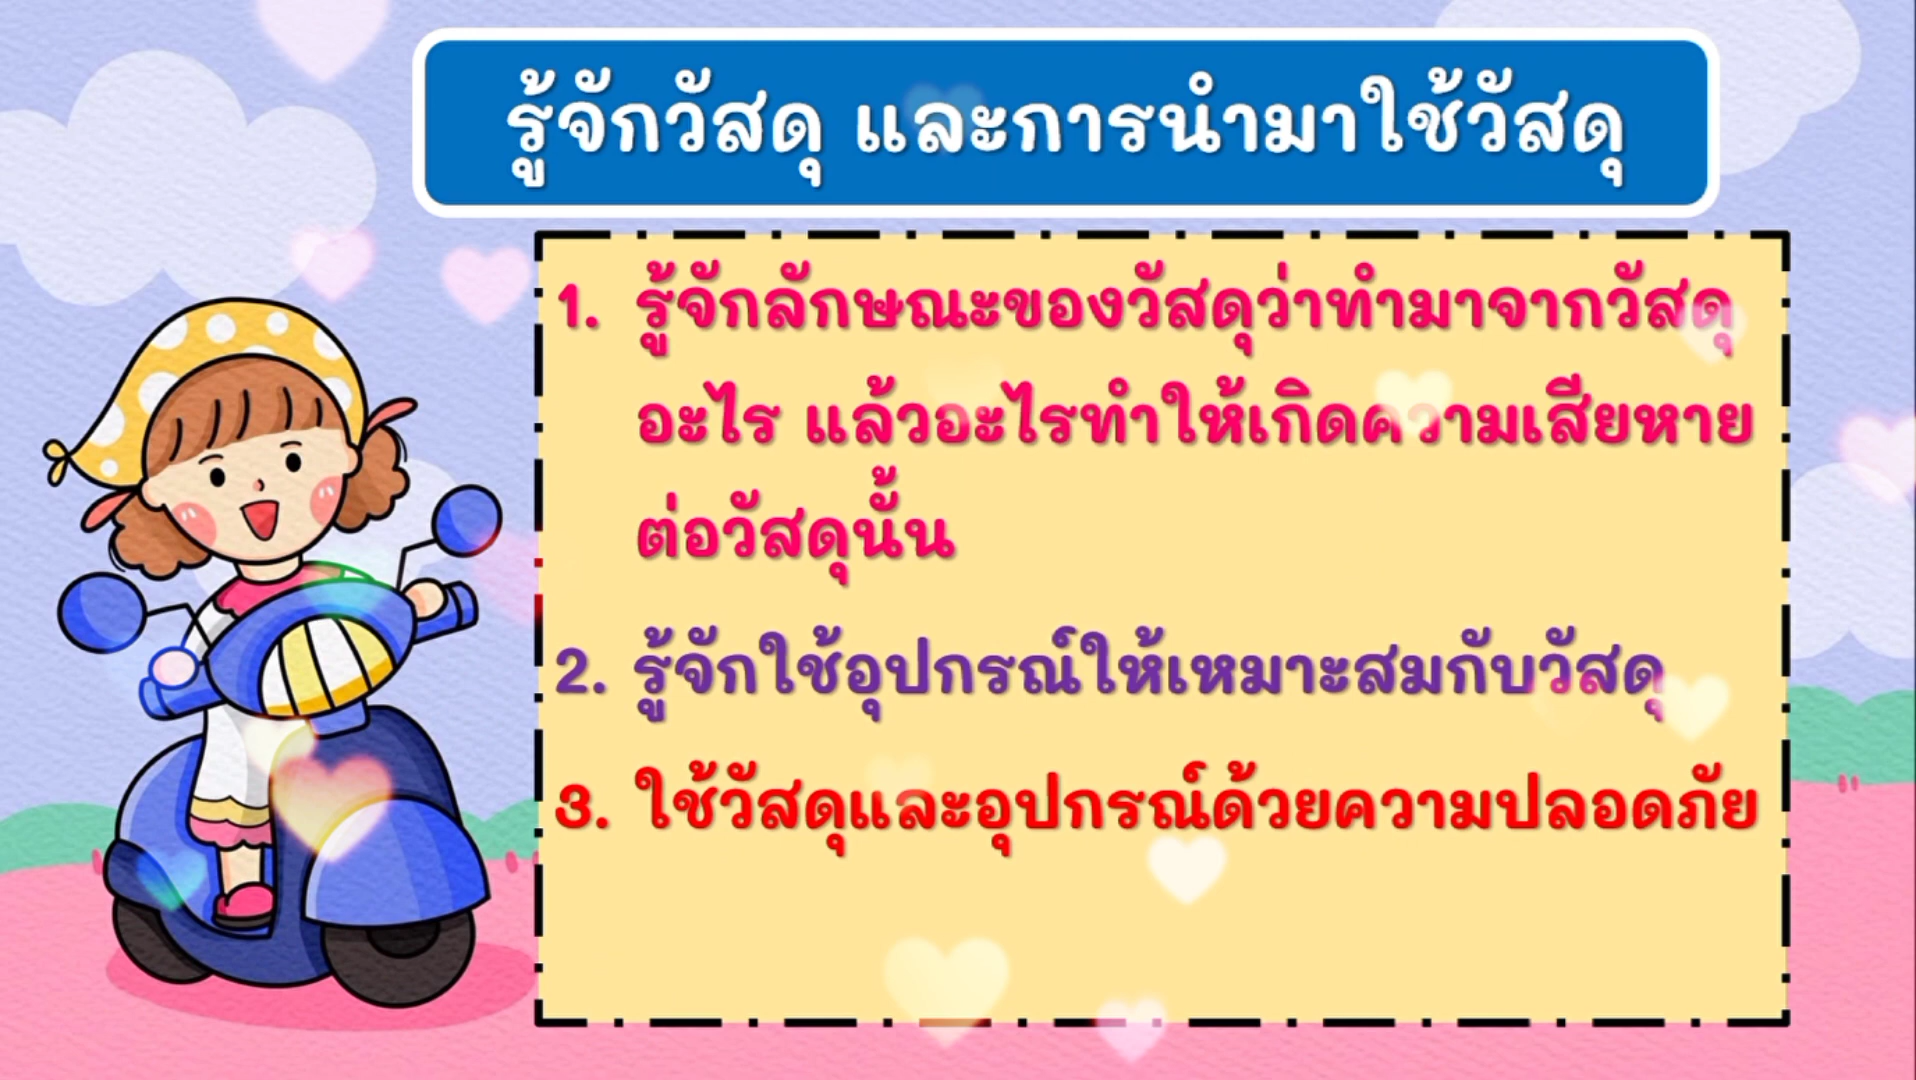 รู้จักวัสดุ และการนำมาใช้วัสดุ
1. รู้จักลักษณะของวัสดุว่าทำมาจากวัสดุ
อะไร แล้วอะไรทำให้เกิดความเสียหาย
ต่อวัสดุนั้น
2. รู้จักใช้อุปกรณ์ให้เหมาะสมกับวัสดุ
3. ใช้วัสดุและอุปกรณ์ด้วยความปลอดภัย